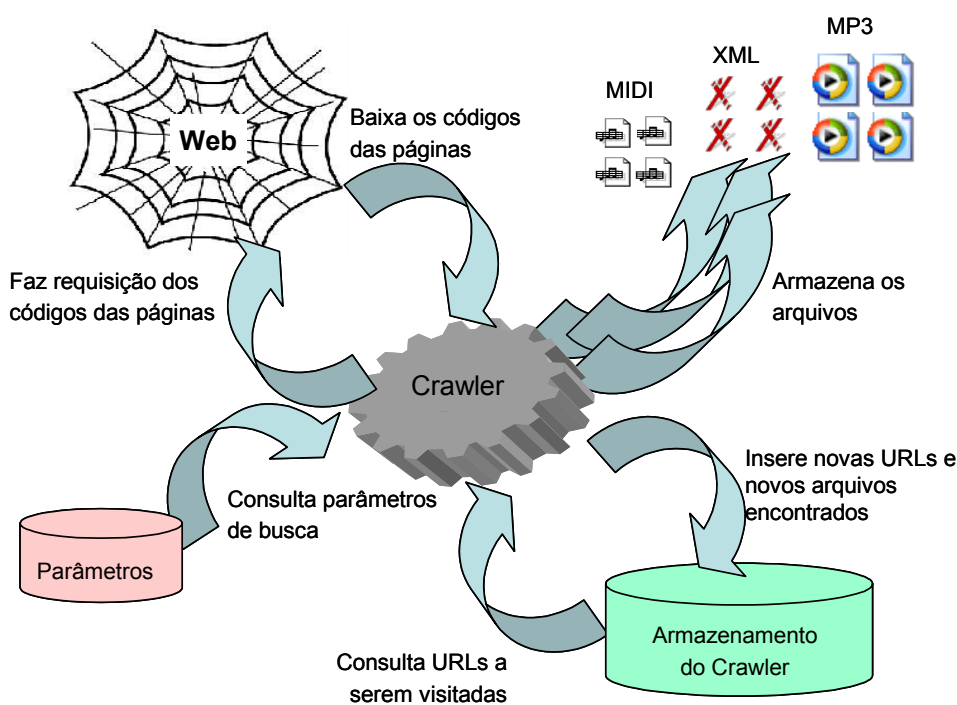 MP3
XML
MIDI
Web
Baixa os códigos
das páginas
Faz requisição dos
códigos das páginas
Armazena os
arquivos
Crawler
Insere novas URLs e
novos arquivos
encontrados
Consulta parâmetros
de busca
Parâmetros
Armazenamento
do Crawler
Consulta URLs a
serem visitadas